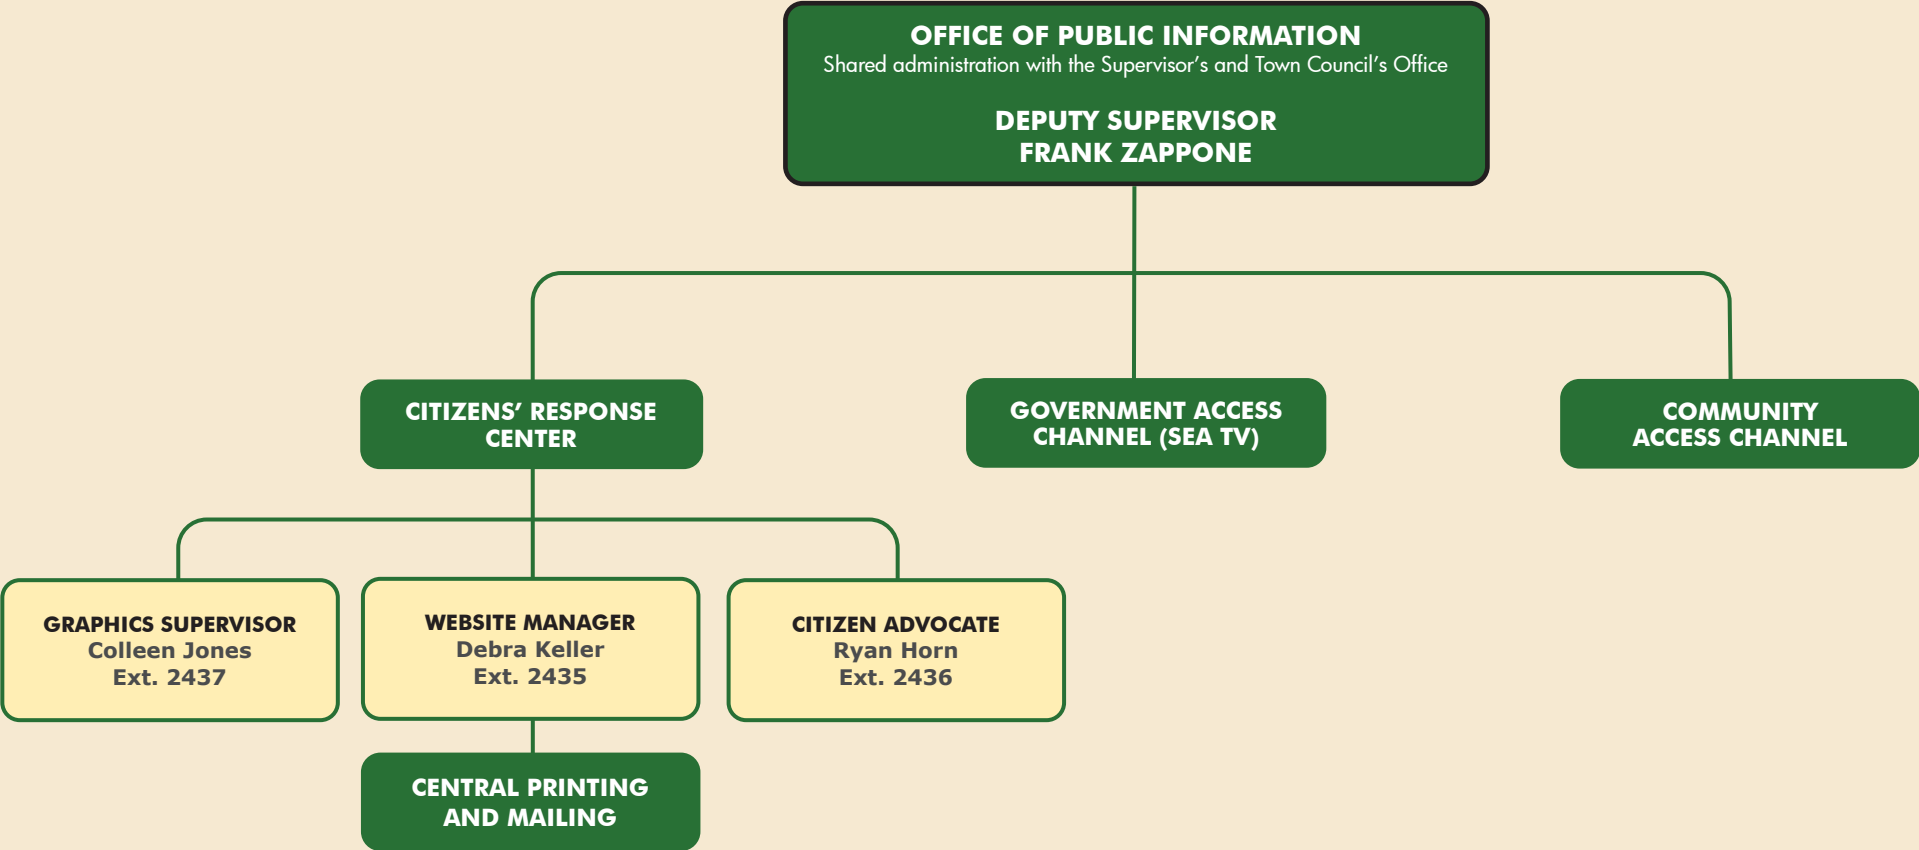 OFFICE OF PUBLIC INFORMATION
Shared administration with the Supervisor’s and Town Council’s Office
DEPUTY SUPERVISOR
FRANK ZAPPONE
CITIZENS’ RESPONSE
CENTER
GOVERNMENT ACCESS
CHANNEL (SEA TV)
COMMUNITY
ACCESS CHANNEL
GRAPHICS SUPERVISOR
Colleen Jones
Ext. 2437
WEBSITE MANAGER
Debra Keller
Ext. 2435
CITIZEN ADVOCATE
Ryan Horn
Ext. 2436
CENTRAL PRINTING
AND MAILING